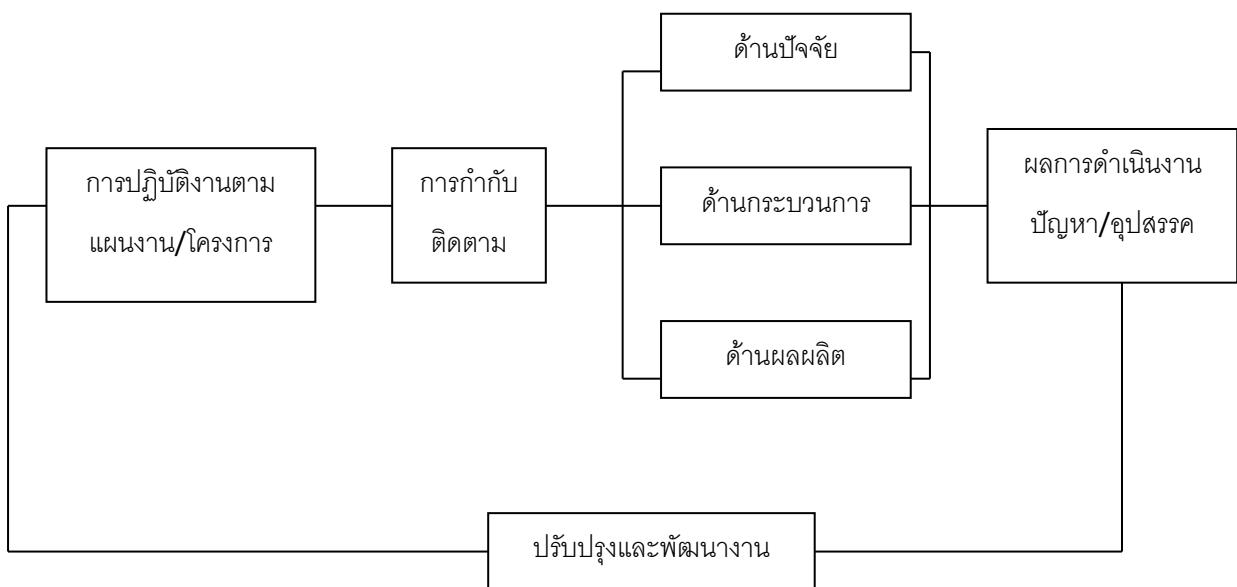 ด้านปัจจัย
การปฏิบัติงานตาม
แผนงาน/โครงการ
การกำกับ
ติดตาม
ด้านกระบวนการ
ผลการดำเนินงาน
ปัญหา/อุปสรรค
ด้านผลผลิต
ปรับปรุงและพัฒนางาน